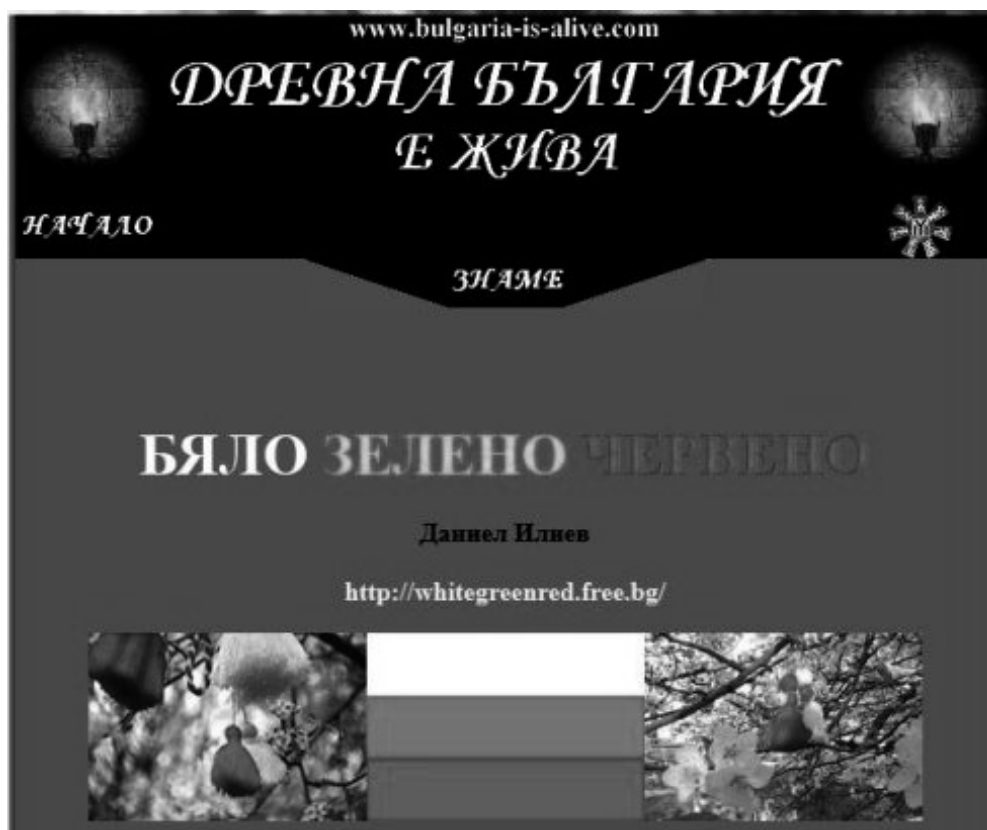 www.bulgaria-is-alive.com
ДРЕВНА БЪЛГАРИЯ
Е ЖИВА
НАЧАЛО
ЗНАМЕ
БЯЛО ЗЕЛЕНО ЧЕРВЕНО
Даниел Илиев
http://whitegreenred.free.bg/